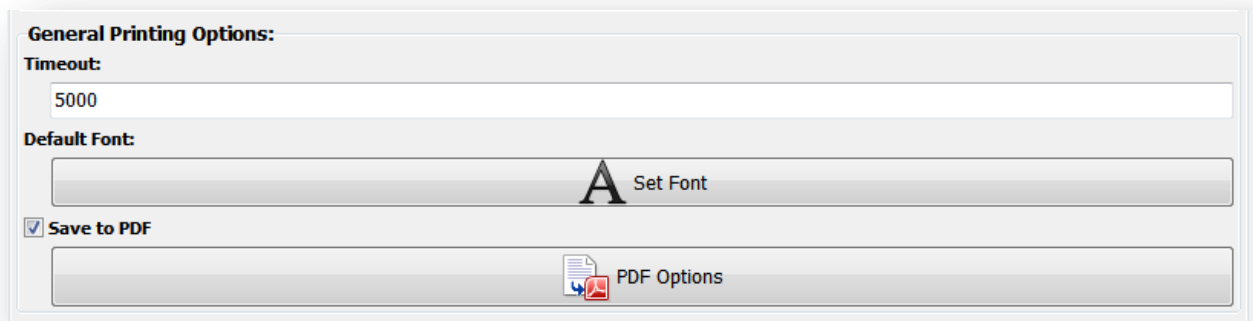 General Printing Options:
Timeout:
5000
Default Font:
A Set Font
Save to PDF
PDF Options